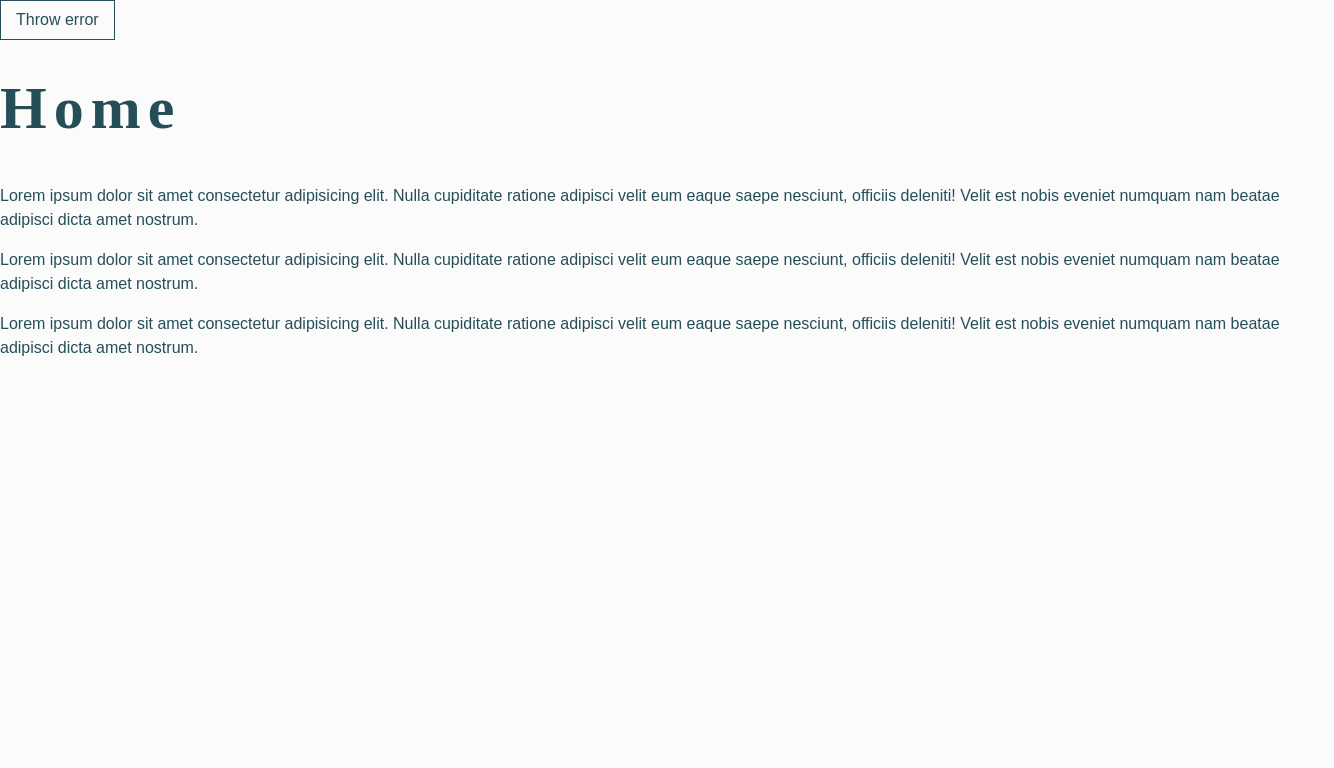 Throw error
Home
Lorem ipsum dolor sit amet consectetur adipisicing elit. Nulla cupiditate ratione adipisci velit eum eaque saepe nesciunt, officiis deleniti! Velit est nobis eveniet numquam nam beatae
adipisci dicta amet nostrum.
Lorem ipsum dolor sit amet consectetur adipisicing elit. Nulla cupiditate ratione adipisci velit eum eaque saepe nesciunt, officiis deleniti! Velit est nobis eveniet numquam nam beatae
adipisci dicta amet nostrum.
Lorem ipsum dolor sit amet consectetur adipisicing elit. Nulla cupiditate ratione adipisci velit eum eaque saepe nesciunt, officiis deleniti! Velit est nobis eveniet numquam nam beatae
adipisci dicta amet nostrum.